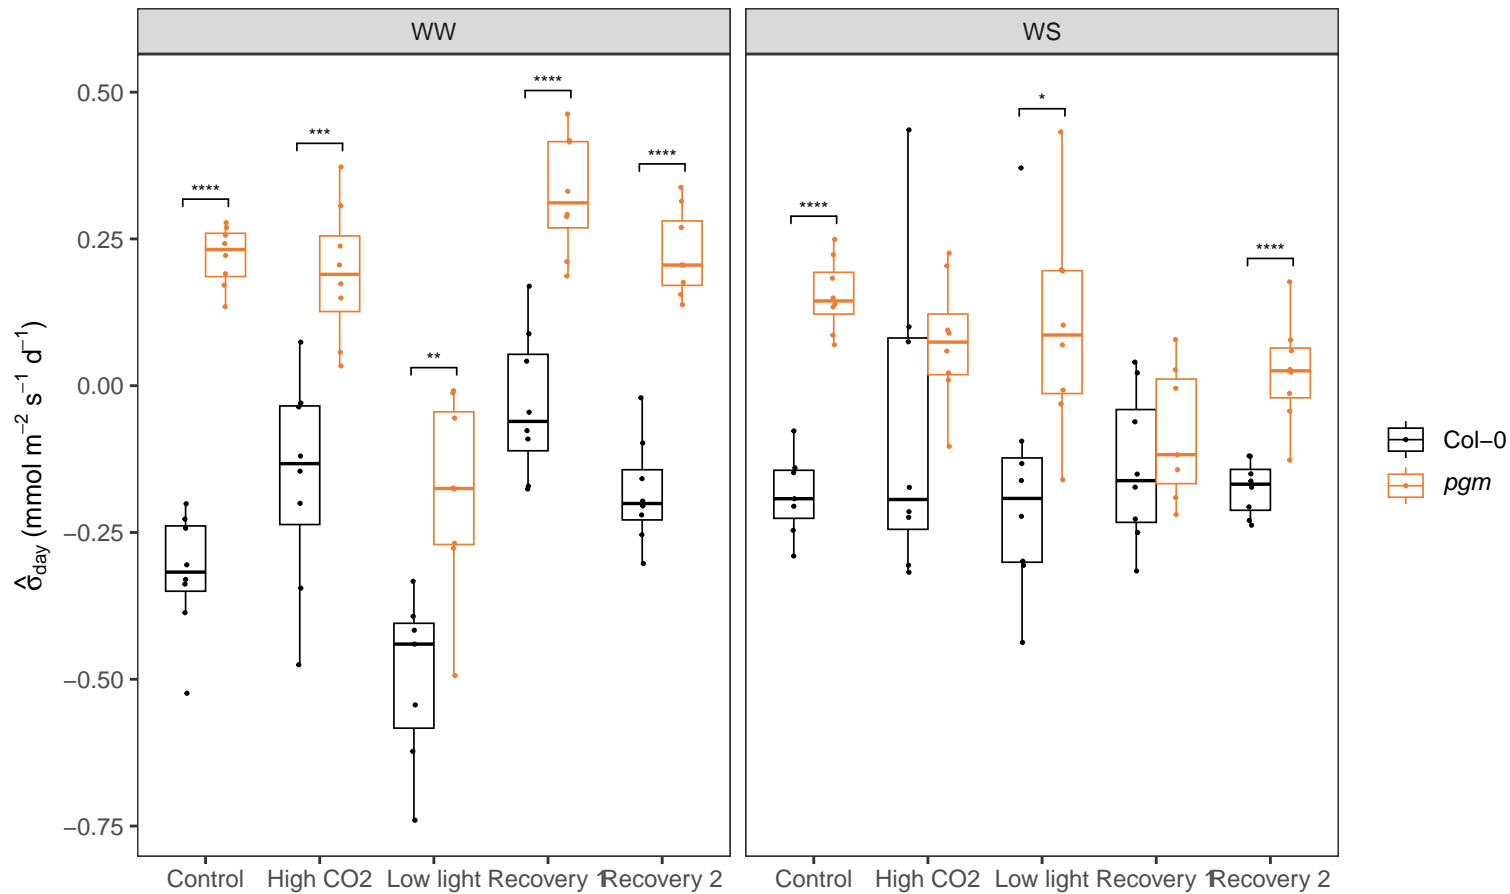 WW
WS
σ̂day (mmol m⁻² s⁻¹ d⁻¹)
0.50
0.25
0.00
−0.25
−0.50
−0.75
****
***
**
****
****
****
*
****
Control
High CO2
Low light
Recovery 1
Recovery 2
Control
High CO2
Low light
Recovery 1
Recovery 2
Col−0
pgm